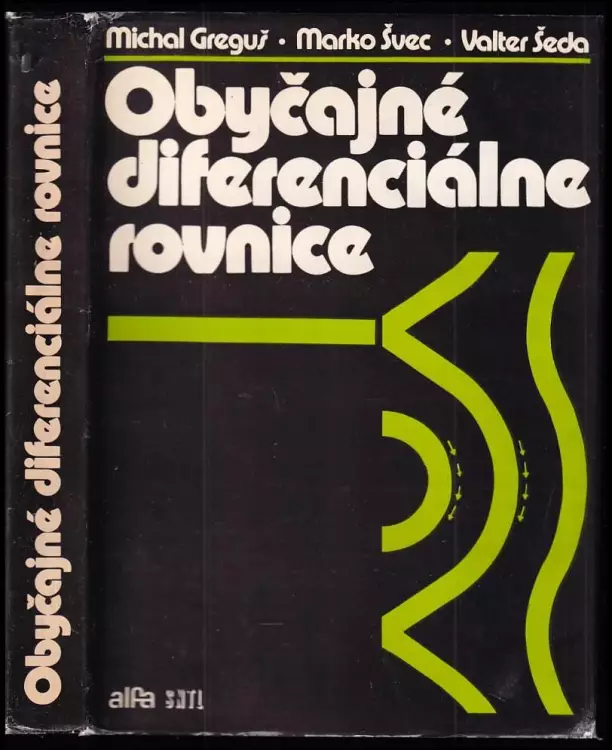 Michal Greguš • Marko Švec • Valter Šeda
Obyčajné
diferenciálne
rovnice
alfa SNTL
Obyčajné diferenciálne rovnice